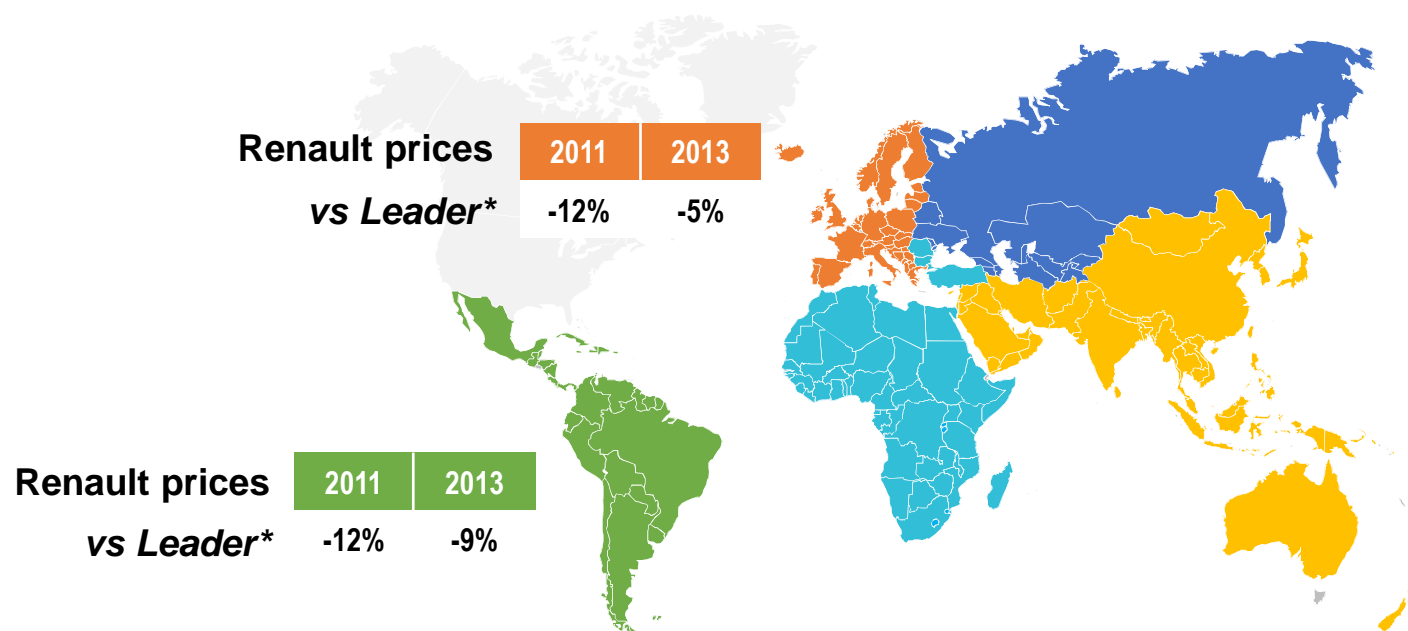 Renault prices 2011 2013
vs Leader* -12% -5%
Renault prices 2011 2013
vs Leader* -12% -9%